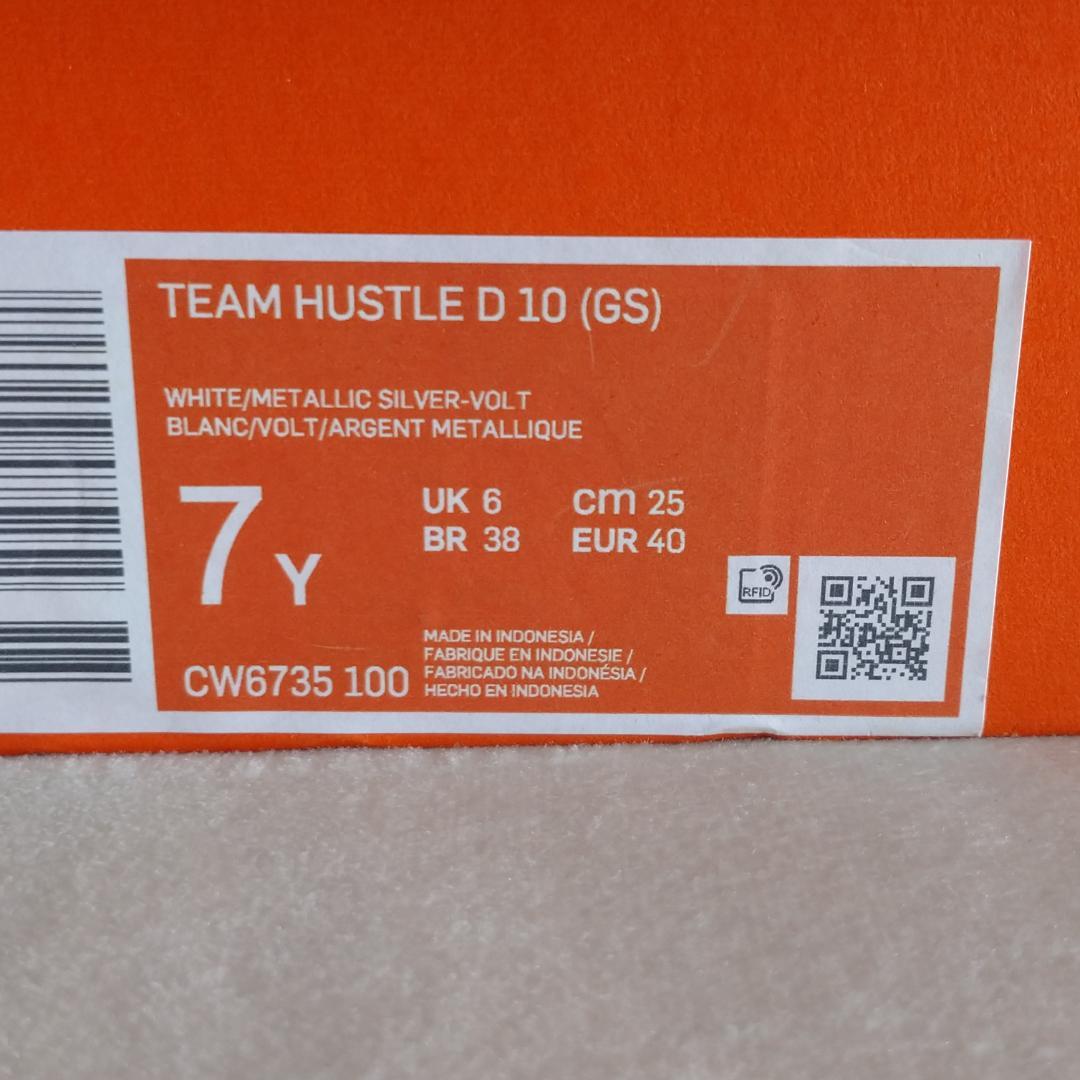 TEAM HUSTLE D 10 (GS)
WHITE/METALLIC SILVER-VOLT
BLANC/VOLT/ARGENT METALLIQUE
7 Y
UK 6 cm 25
BR 38 EUR 40
RFID
CW6735 100
MADE IN INDONESIA /
FABRIQUE EN INDONESIE /
FABRICADO NA INDONÉSIA /
HECHO EN INDONESIA